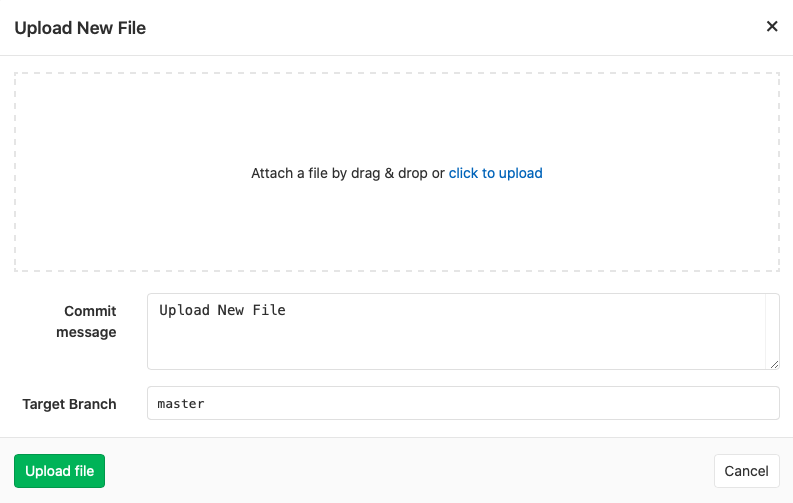 Upload New File
Attach a file by drag & drop or click to upload
Commit message
Upload New File
Target Branch
master
Upload file
Cancel